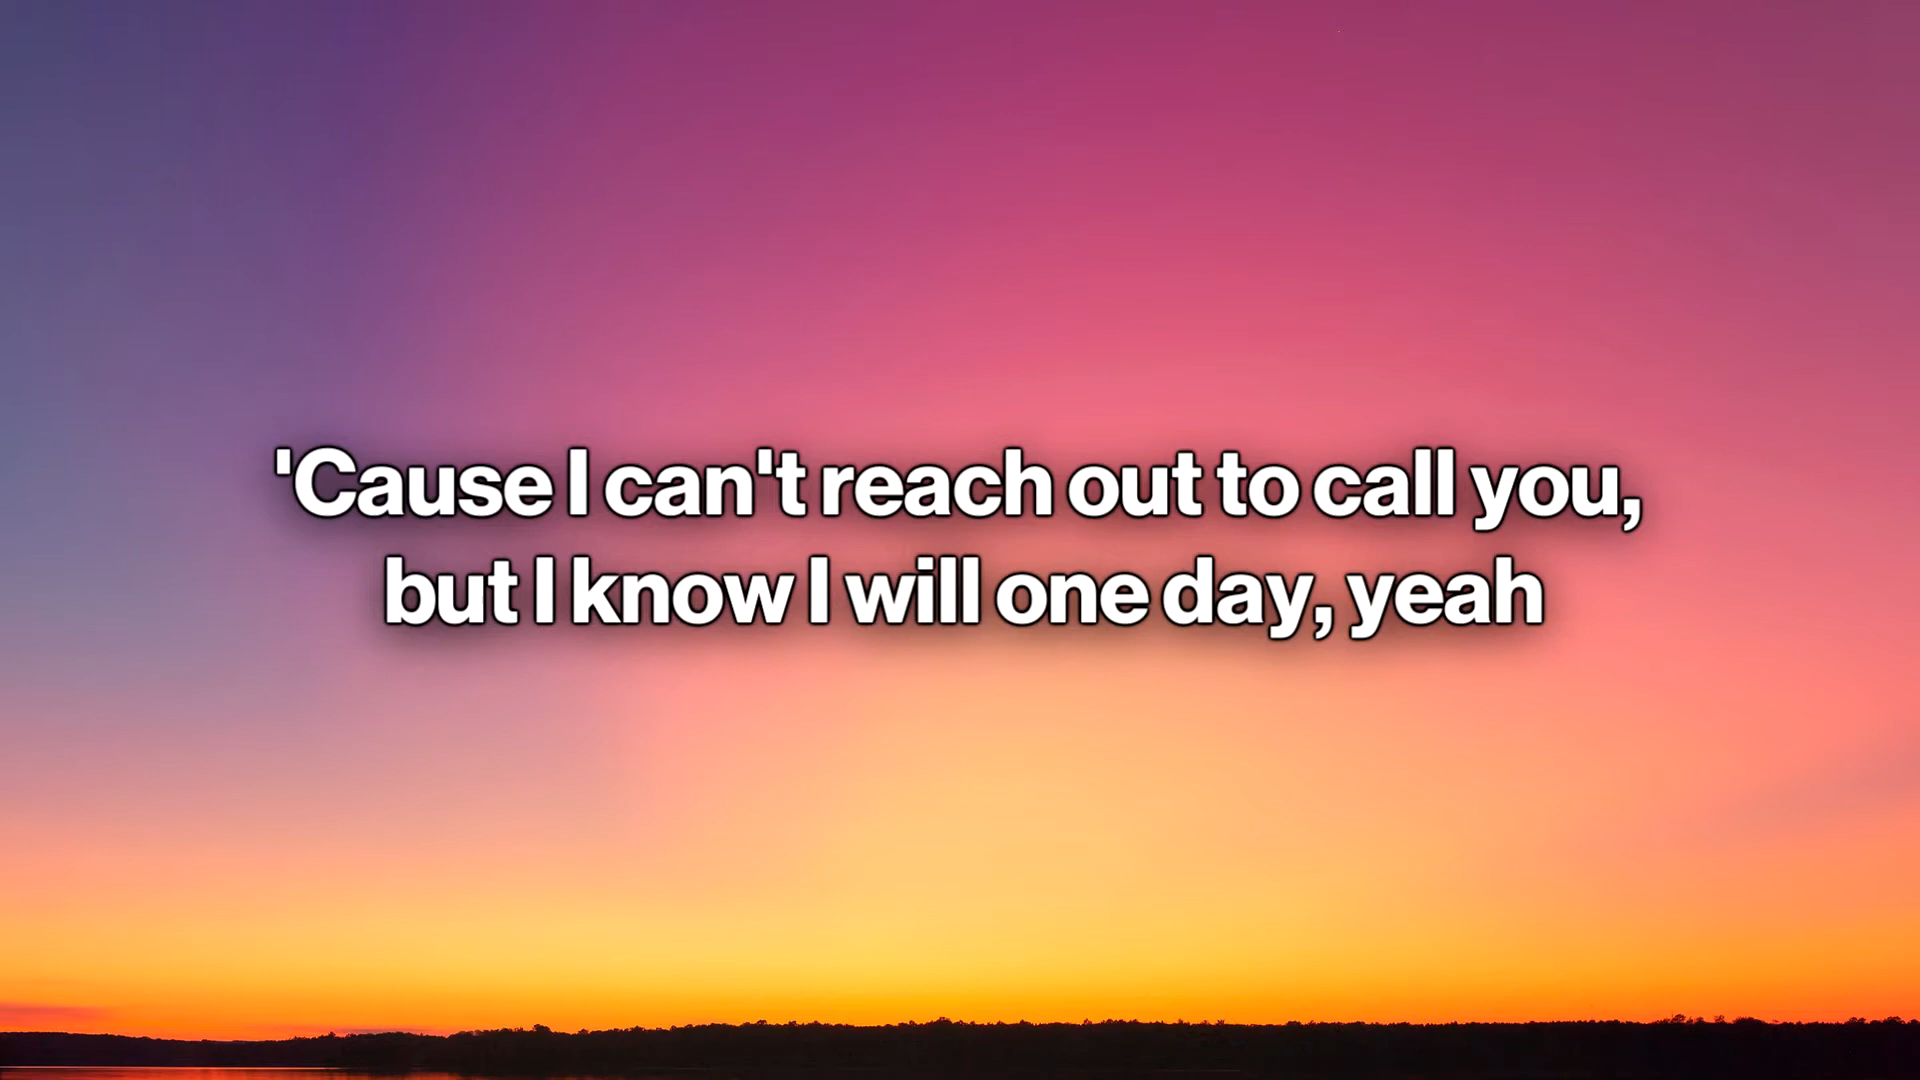 'Cause I can't reach out to call you,
but I know I will one day, yeah